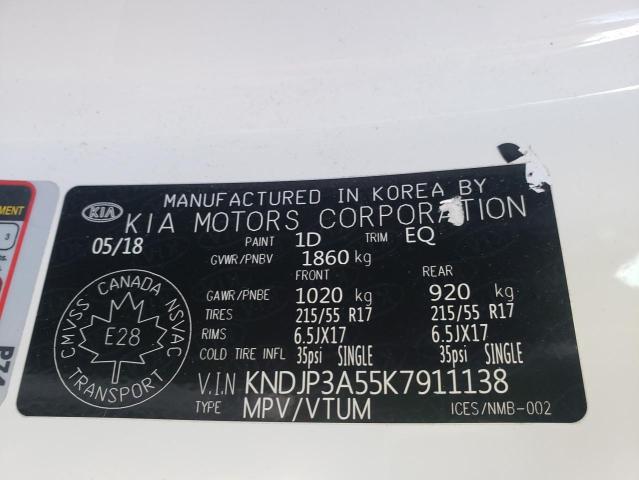 MANUFACTURED IN KOREA BY
KIA KIA MOTORS CORPORATION
05/18 PAINT 1D TRIM EQ
GVWR/PNBV 1860 kg
FRONT REAR
GAWR/PNBE 1020 kg 920 kg
TIRES 215/55 R17 215/55 R17
RIMS 6.5JX17 6.5JX17
COLD TIRE INFL 35psi SINGLE 35psi SINGLE
V.I.N KNDJP3A55K7911138
TYPE MPV/VTUM ICES/NMB-002
CANADA
CMVSS NSVAC
E28
TRANSPORT
3